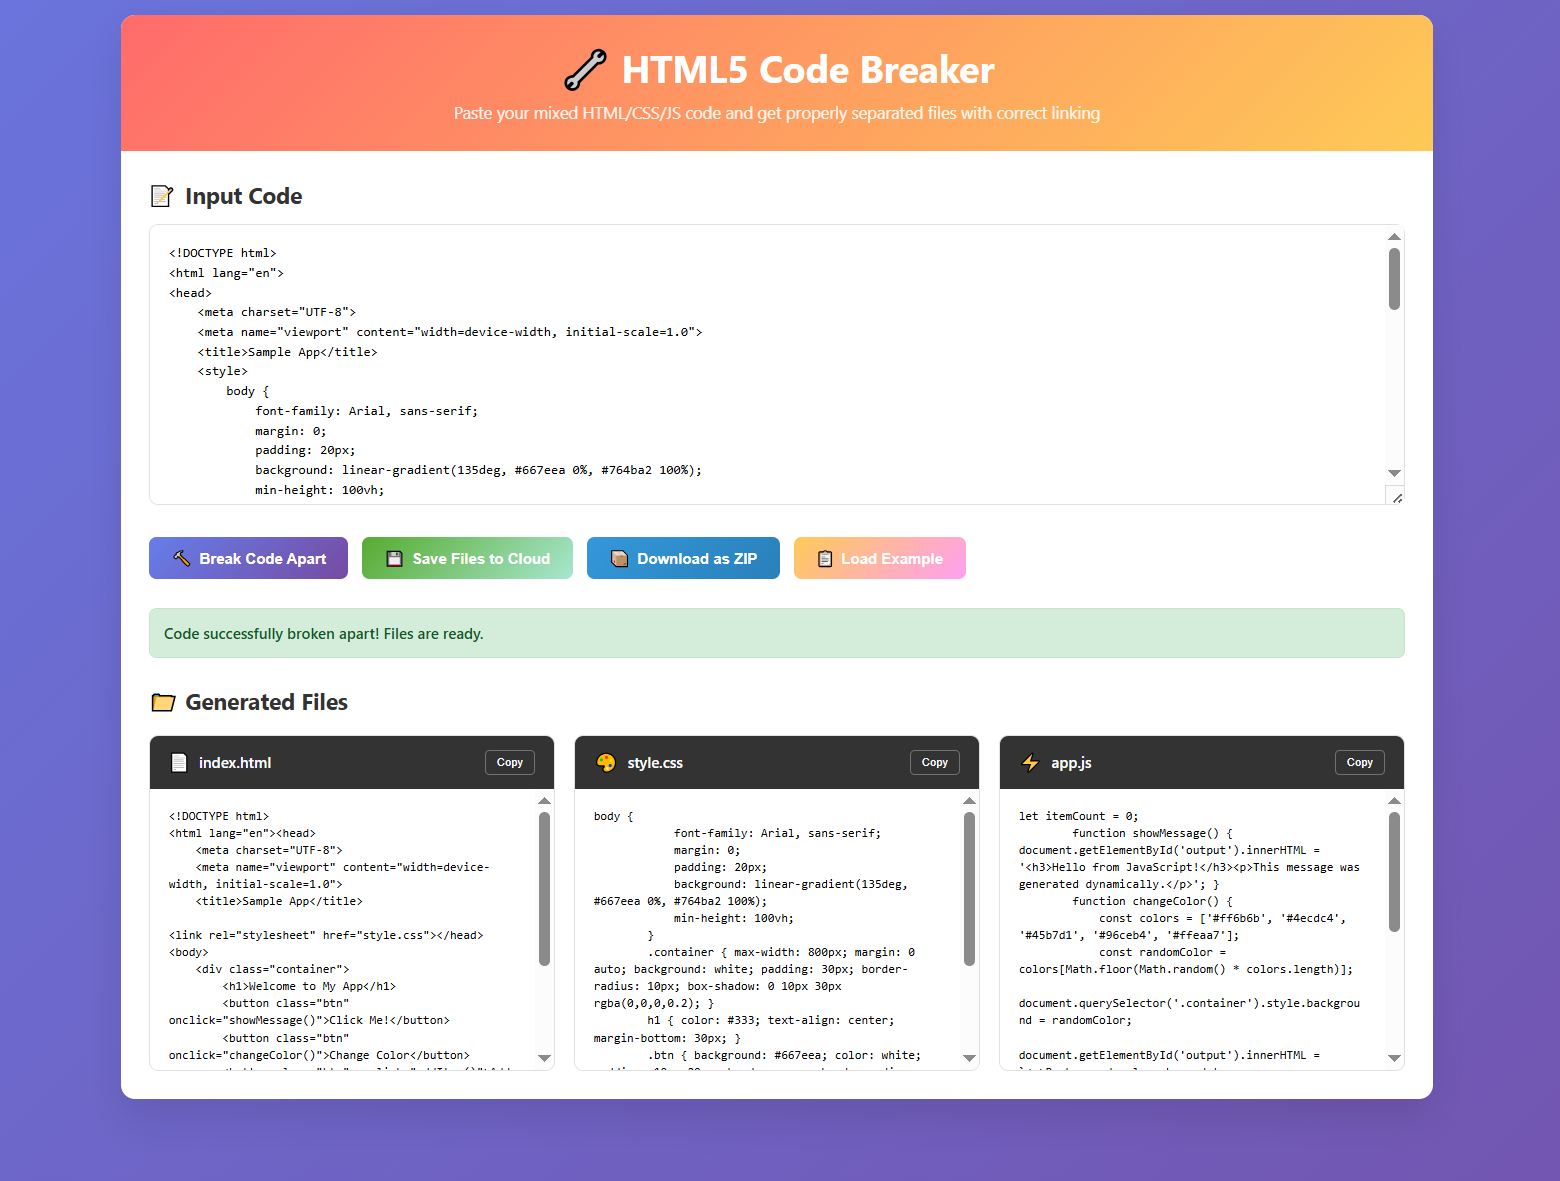 HTML5 Code Breaker
Paste your mixed HTML/CSS/JS code and get properly separated files with correct linking
Input Code
<!DOCTYPE html>
<html lang="en">
<head>
    <meta charset="UTF-8">
    <meta name="viewport" content="width=device-width, initial-scale=1.0">
    <title>Sample App</title>
    <style>
        body {
            font-family: Arial, sans-serif;
            margin: 0;
            padding: 20px;
            background: linear-gradient(135deg, #667eea 0%, #764ba2 100%);
            min-height: 100vh;
Break Code Apart
Save Files to Cloud
Download as ZIP
Load Example
Code successfully broken apart! Files are ready.
Generated Files
index.html
Copy
<!DOCTYPE html>
<html lang="en"><head>
    <meta charset="UTF-8">
    <meta name="viewport" content="width=device-
width, initial-scale=1.0">
    <title>Sample App</title>
<link rel="stylesheet" href="style.css"></head>
<body>
    <div class="container">
        <h1>Welcome to My App</h1>
        <button class="btn"
onclick="showMessage()">Click Me!</button>
        <button class="btn"
onclick="changeColor()">Change Color</button>
style.css
Copy
body {
            font-family: Arial, sans-serif;
            margin: 0;
            padding: 20px;
            background: linear-gradient(135deg,
#667eea 0%, #764ba2 100%);
            min-height: 100vh;
        }
        .container { max-width: 800px; margin: 0
auto; background: white; padding: 30px; border-
radius: 10px; box-shadow: 0 10px 30px
rgba(0,0,0,0.2); }
        h1 { color: #333; text-align: center;
margin-bottom: 30px; }
        .btn { background: #667eea; color: white;
app.js
Copy
let itemCount = 0;
        function showMessage() {
document.getElementById('output').innerHTML =
'<h3>Hello from JavaScript!</h3><p>This message was
generated dynamically.</p>'; }
        function changeColor() {
            const colors = ['#ff6b6b', '#4ecdc4',
'#45b7d1', '#96ceb4', '#ffeaa7'];
            const randomColor =
colors[Math.floor(Math.random() * colors.length)];
document.querySelector('.container').style.backgrou
nd = randomColor;
document.getElementById('output').innerHTML =